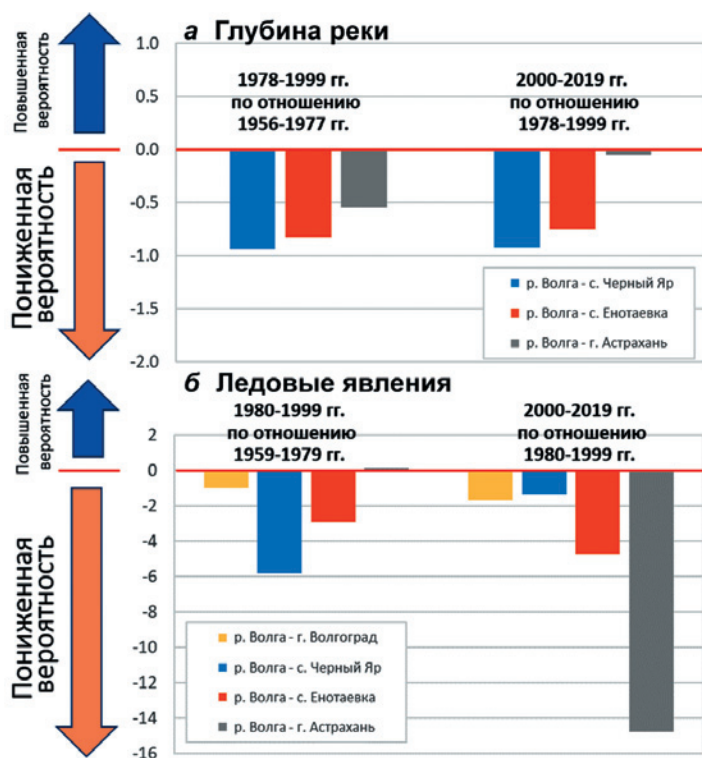 а Глубина реки
Повышенная
вероятность
Пониженная
вероятность
1.0
0.5
0.0
-0.5
-1.0
-1.5
-2.0
1978-1999 гг.
по отношению
1956-1977 гг.
2000-2019 гг.
по отношению
1978-1999 гг.
р. Волга - с. Черный Яр
р. Волга - с. Енотаевка
р. Волга - г. Астрахань
б Ледовые явления
Повышенная
вероятность
Пониженная
вероятность
2
0
-2
-4
-6
-8
-10
-12
-14
-16
1980-1999 гг.
по отношению
1959-1979 гг.
2000-2019 гг.
по отношению
1980-1999 гг.
р. Волга - г. Волгоград
р. Волга - с. Черный Яр
р. Волга - с. Енотаевка
р. Волга - г. Астрахань